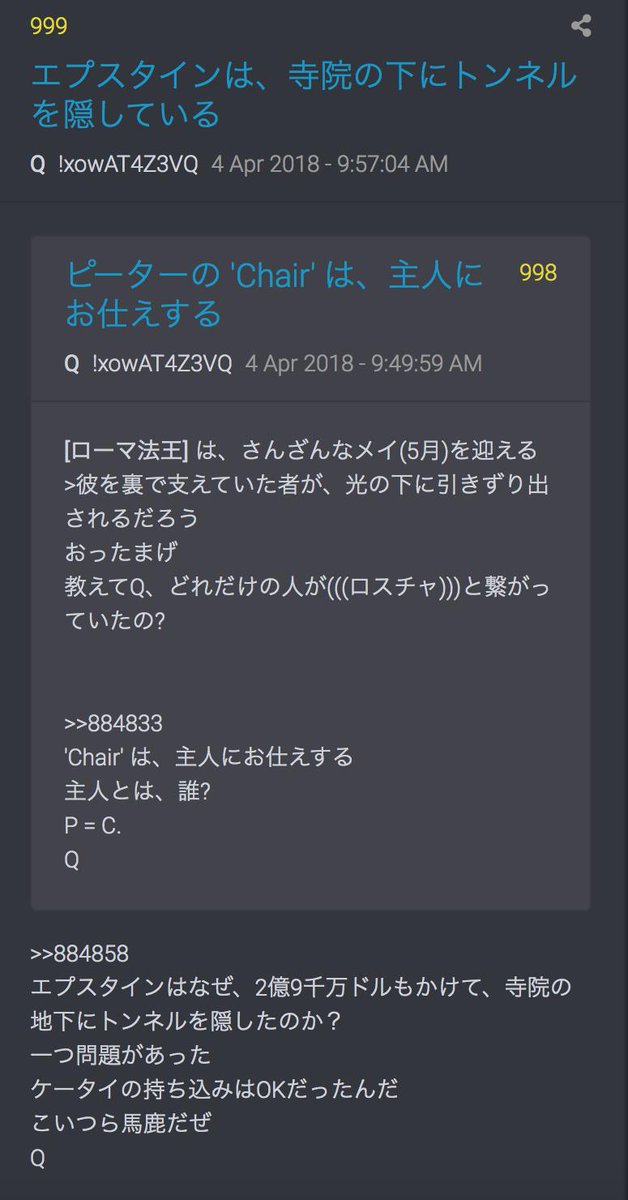 999
エプスタインは、寺院の下にトンネル
を隠している
Q !xowAT4Z3VQ 4 Apr 2018 - 9:57:04 AM
ピーターの 'Chair' は、主人に 998
お仕えする
Q !xowAT4Z3VQ 4 Apr 2018 - 9:49:59 AM
[ローマ法王] は、さんざんなメイ(5月)を迎える
>彼を裏で支えていた者が、光の下に引きずり出
されるだろう
おったまげ
教えてQ、どれだけの人が(((ロスチャ)))と繋がっ
ていたの?
>>884833
'Chair' は、主人にお仕えする
主人とは、誰?
P = C.
Q
>>884858
エプスタインはなぜ、2億9千万ドルもかけて、寺院の
地下にトンネルを隠したのか？
一つ問題があった
ケータイの持ち込みはOKだったんだ
こいつら馬鹿だぜ
Q